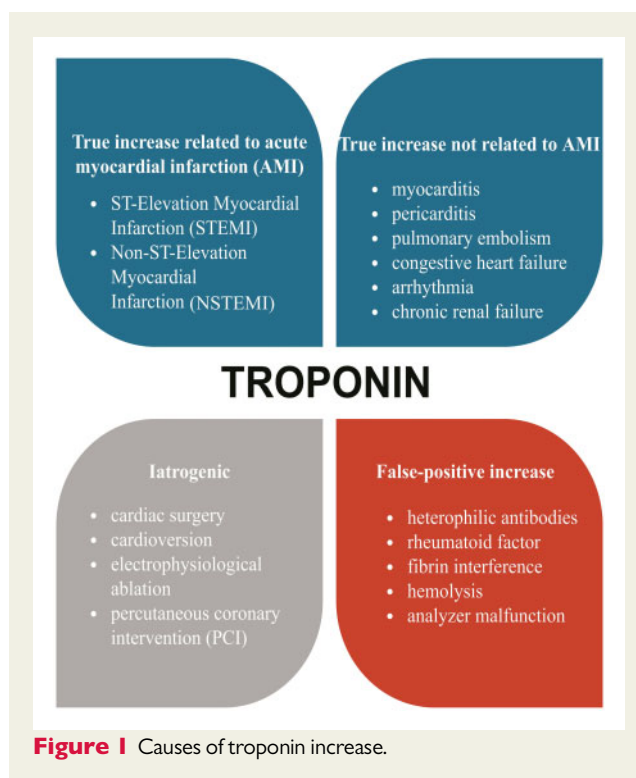 True increase related to acute
myocardial infarction (AMI)
• ST-Elevation Myocardial
Infarction (STEMI)
• Non-ST-Elevation
Myocardial
Infarction (NSTEMI)
True increase not related to AMI
• myocarditis
• pericarditis
• pulmonary embolism
• congestive heart failure
• arrhythmia
• chronic renal failure
TROPONIN
Iatrogenic
• cardiac surgery
• cardioversion
• electrophysiological
ablation
• percutaneous coronary
intervention (PCI)
False-positive increase
• heterophilic antibodies
• rheumatoid factor
• fibrin interference
• hemolysis
• analyzer malfunction
Figure 1 Causes of troponin increase.